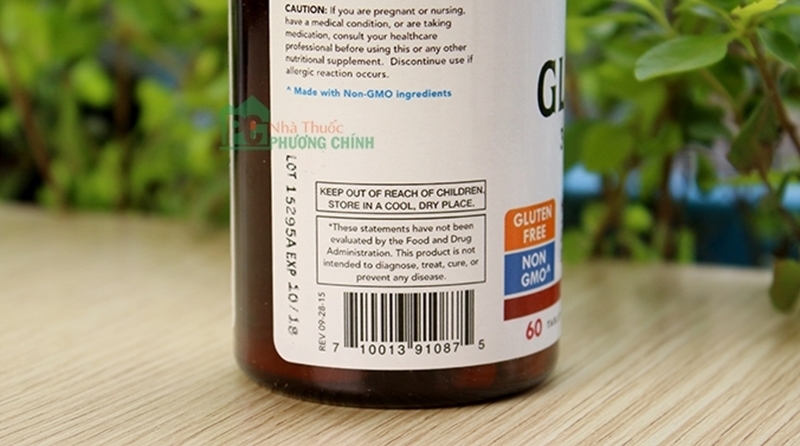 CAUTION: If you are pregnant or nursing,
have a medical condition, or are taking
medication, consult your healthcare
professional before using this or any other
nutritional supplement. Discontinue use if
allergic reaction occurs.
^ Made with Non-GMO ingredients
Nhà Thuốc
PHƯƠNG CHÍNH
LOT 15295A EXP 10/18
KEEP OUT OF REACH OF CHILDREN.
STORE IN A COOL, DRY PLACE.
*These statements have not been
evaluated by the Food and Drug
Administration. This product is not
intended to diagnose, treat, cure, or
prevent any disease.
REV 09-28-15
7 10013 91087 5
GL
GLUTEN
FREE
NON
GMO^
60